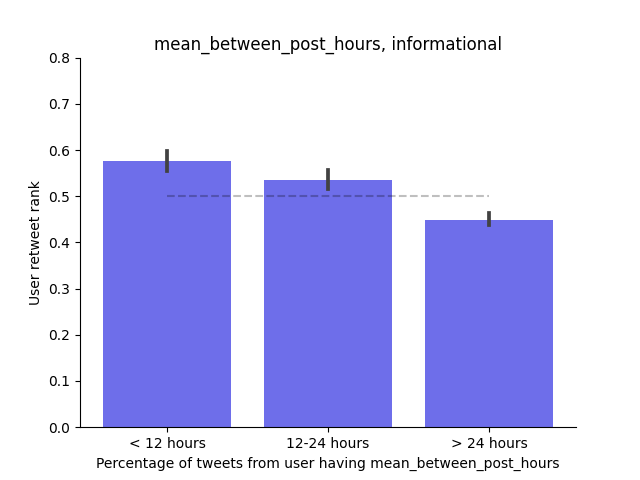 mean_between_post_hours, informational
0.8
0.7
0.6
0.5
0.4
0.3
0.2
0.1
0.0
User retweet rank
< 12 hours
12-24 hours
> 24 hours
Percentage of tweets from user having mean_between_post_hours